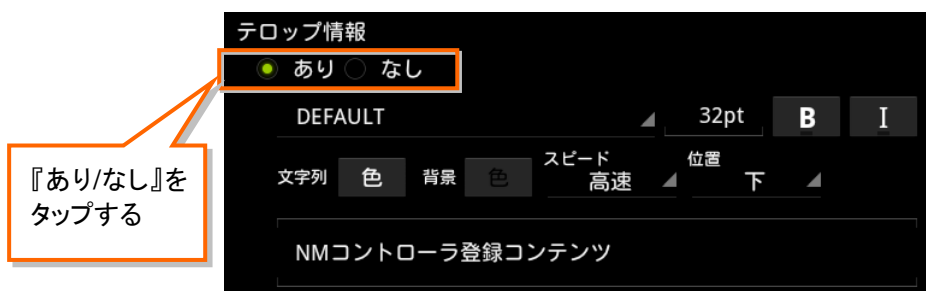 テロップ情報
あり なし
DEFAULT 32pt B I
『あり/なし』を
タップする
文字列 色 背景 色 スピード 高速 位置 下
NMコントローラ登録コンテンツ